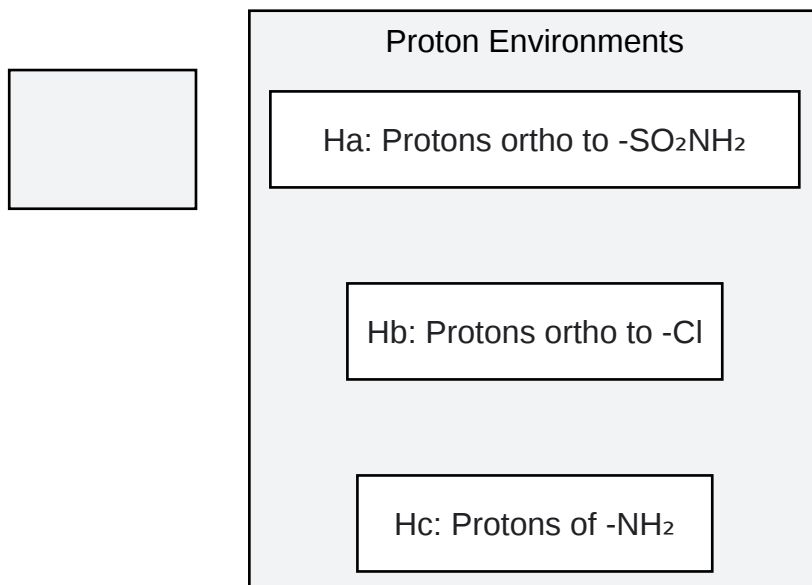 Proton Environments
Ha: Protons ortho to -SO₂NH₂
Hb: Protons ortho to -Cl
Hc: Protons of -NH₂